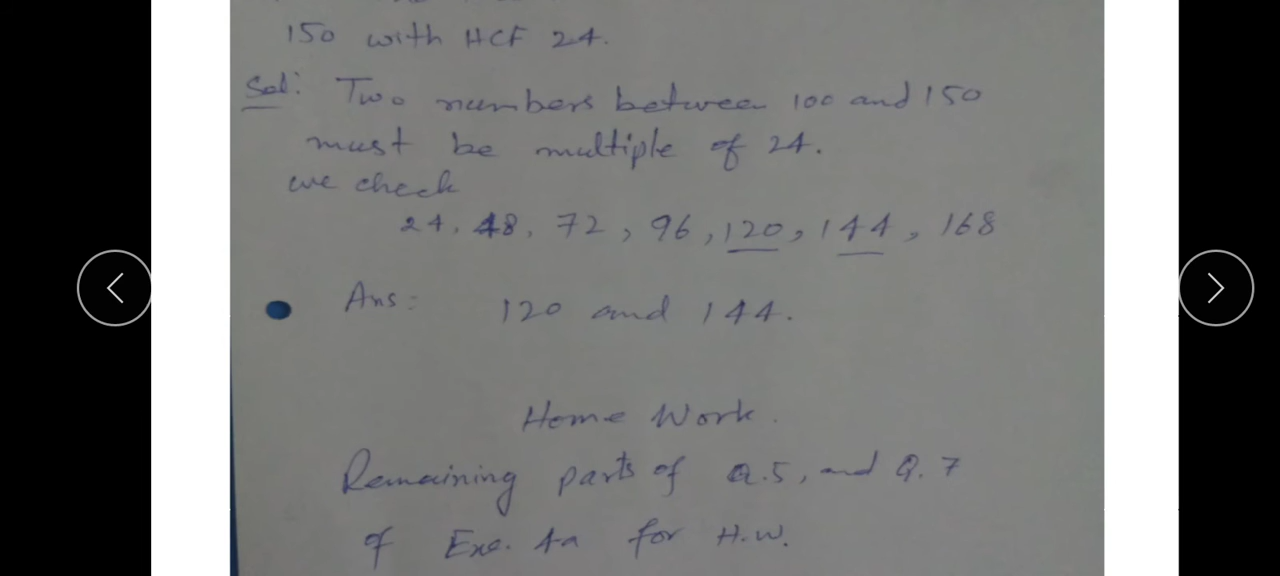 150 with HCF 24.
Sol: Two numbers between 100 and 150
must be multiple of 24.
we check
24, 48, 72, 96, 120, 144, 168
Ans: 120 and 144.
Home Work.
Remaining parts of Q.5, and Q.7
of Exe. 4a for H.W.